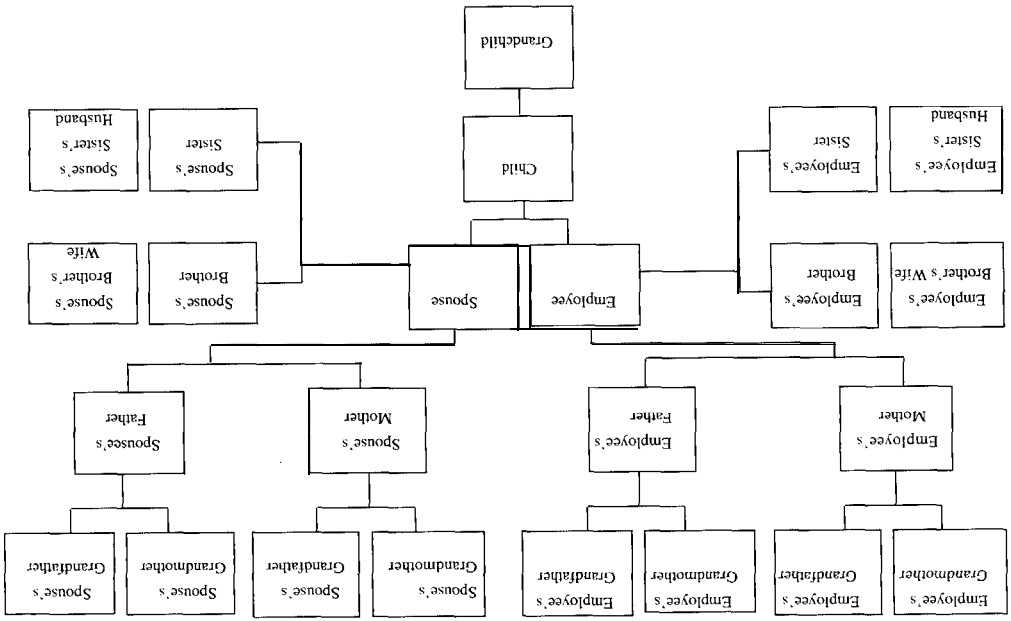 Employee's
Grandmother
Employee's
Grandfather
Employee's
Grandmother
Employee's
Grandfather
Spouse's
Grandmother
Spouse's
Grandfather
Spouse's
Grandmother
Spouse's
Grandfather
Employee's
Mother
Employee's
Father
Spouse's
Mother
Spousee's
Father
Employee's
Brother's Wife
Employee's
Brother
Employee
Spouse
Spouse's
Brother
Spouse's
Brother's
Wife
Employee's
Sister's
Husband
Employee's
Sister
Child
Spouse's
Sister
Spouse's
Sister's
Husband
Grandchild